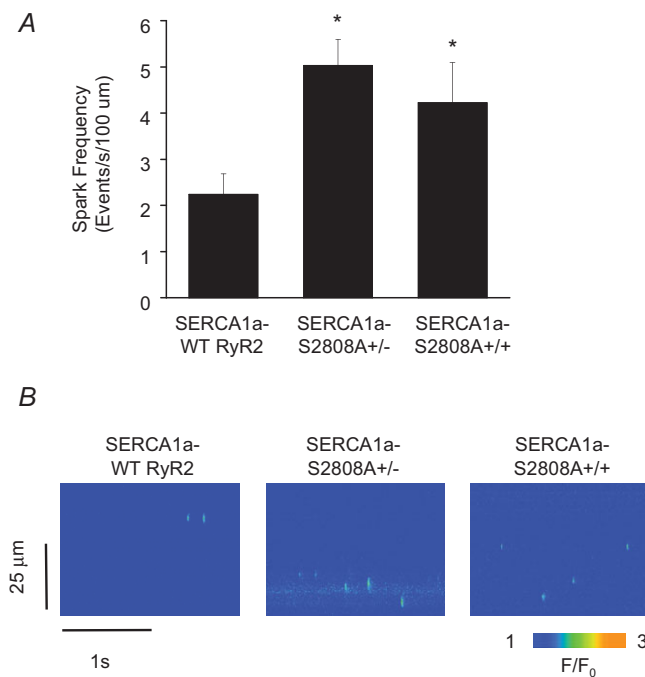 A
Spark Frequency
(Events/s/100 um)
6
5
4
3
2
1
0
*
*
SERCA1a-
WT RyR2
SERCA1a-
S2808A+/-
SERCA1a-
S2808A+/+
B
SERCA1a-
WT RyR2
SERCA1a-
S2808A+/-
SERCA1a-
S2808A+/+
25 µm
1s
1
3
F/F₀